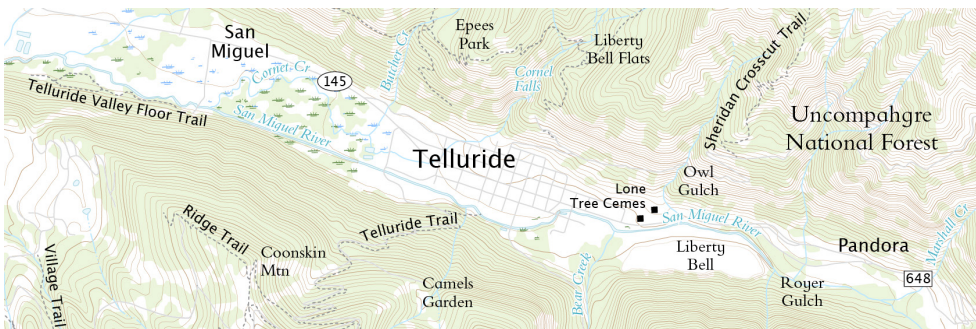 San
Miguel
Epees
Park
Butcher Cr
Liberty
Bell Flats
Cornet Cr
145
Cornel
Falls
Sheridan Crosscut Trail
Telluride Valley Floor Trail
San Miguel River
Uncompahgre
National Forest
Telluride
Owl
Gulch
Lone
Tree Cemes
Ridge Trail
Telluride Trail
San Miguel River
Marshall Cr
Village Trail
Coonskin
Mtn
Liberty
Bell
Pandora
Camels
Garden
Bear Creek
Royer
Gulch
648